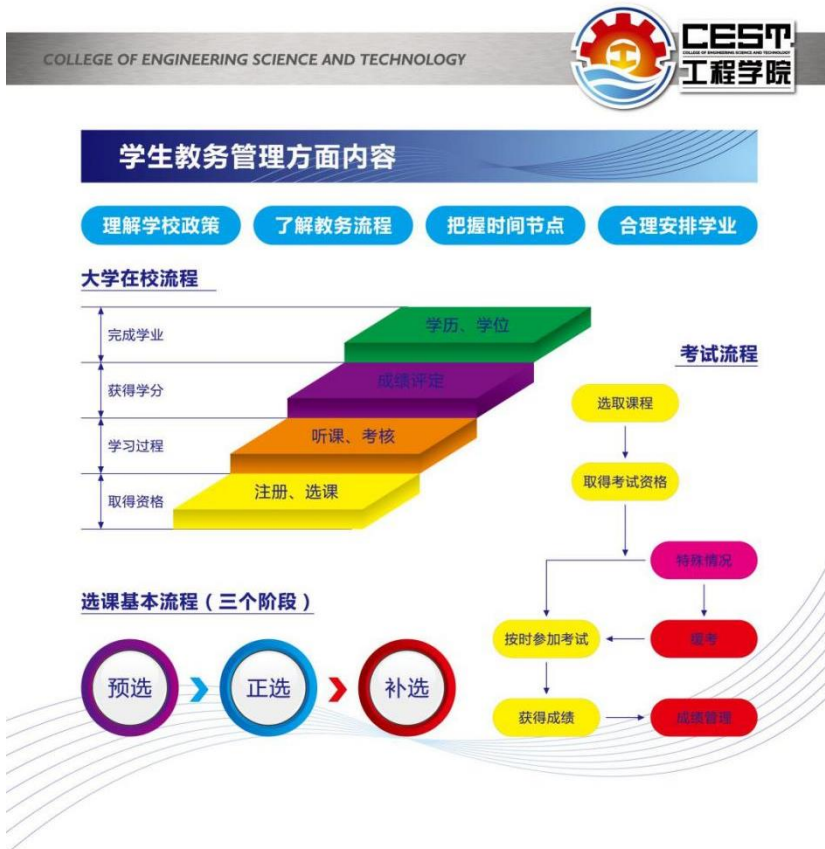 COLLEGE OF ENGINEERING SCIENCE AND TECHNOLOGY
CEST
COLLEGE OF ENGINEERING SCIENCE AND TECHNOLOGY
工程学院
学生教务管理方面内容
理解学校政策
了解教务流程
把握时间节点
合理安排学业
大学在校流程
完成学业
学历、学位
获得学分
成绩评定
学习过程
听课、考核
取得资格
注册、选课
考试流程
选取课程
取得考试资格
特殊情况
按时参加考试
缓考
获得成绩
成绩管理
选课基本流程（三个阶段）
预选
正选
补选